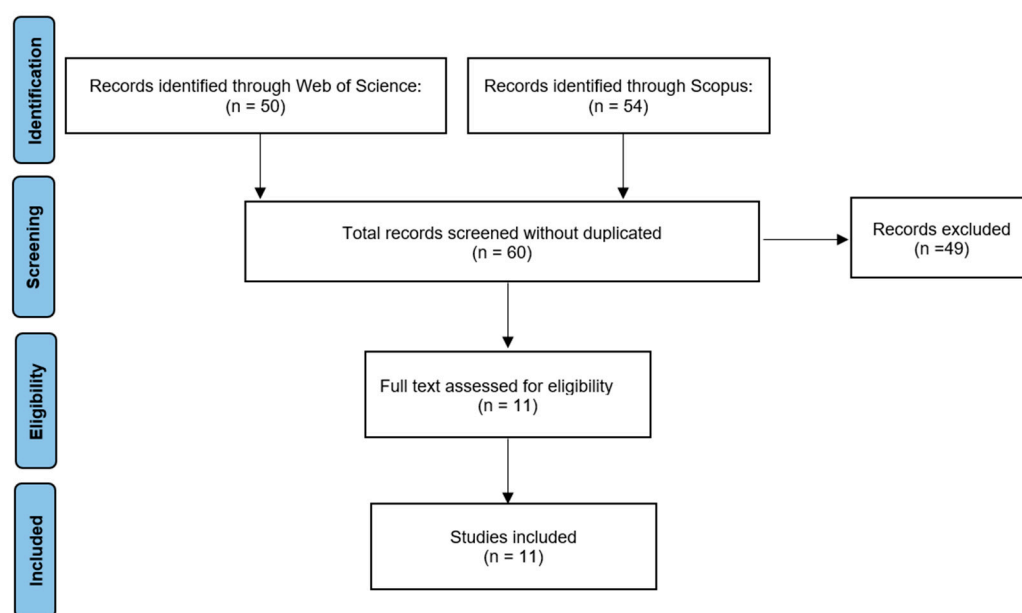 Identification
Records identified through Web of Science:
(n = 50)
Records identified through Scopus:
(n = 54)
Screening
Total records screened without duplicated
(n = 60)
Records excluded
(n =49)
Eligibility
Full text assessed for eligibility
(n = 11)
Included
Studies included
(n = 11)